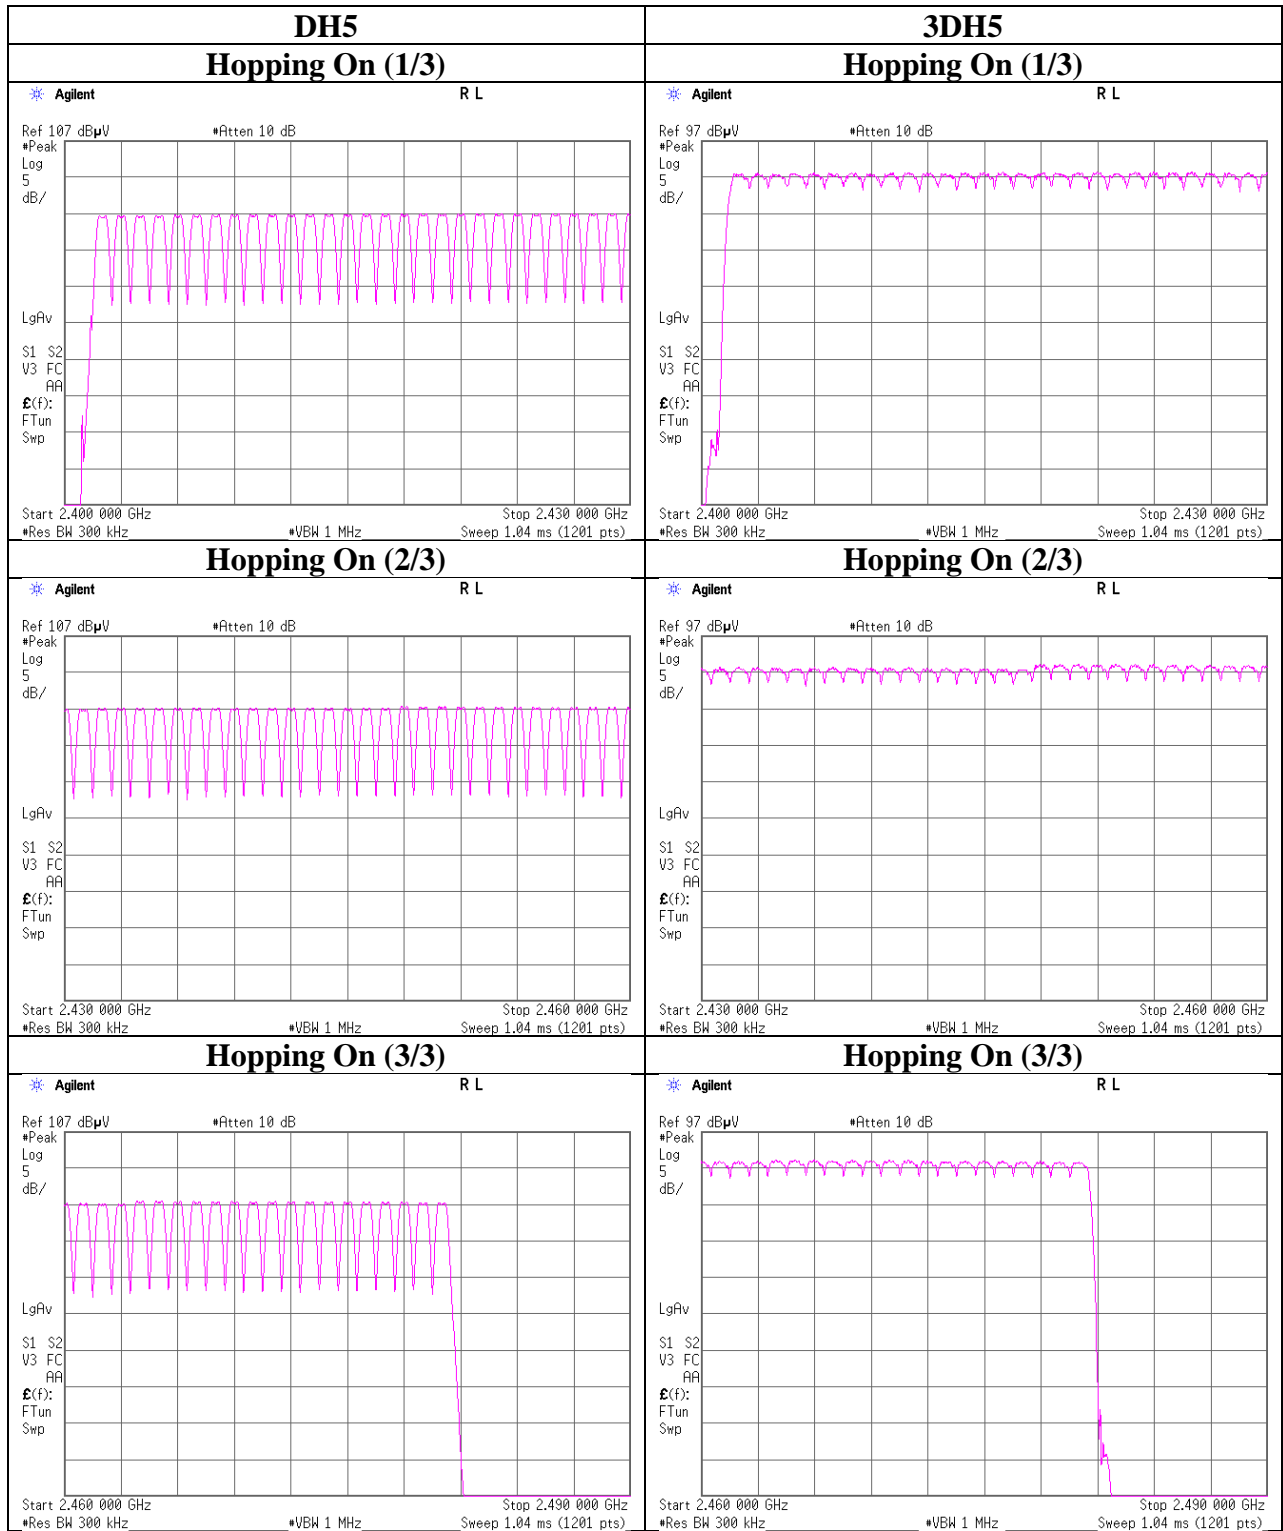 DH5 3DH5
Hopping On (1/3) Hopping On (1/3)
Agilent R L
Ref 107 dBµV #Atten 10 dB
#Peak
Log
5
dB/
LgAv
S1 S2
V3 FC
AA
£(f):
FTun
Swp
Start 2.400 000 GHz Stop 2.430 000 GHz
#Res BW 300 kHz #VBW 1 MHz Sweep 1.04 ms (1201 pts)
Agilent R L
Ref 97 dBµV #Atten 10 dB
#Peak
Log
5
dB/
LgAv
S1 S2
V3 FC
AA
£(f):
FTun
Swp
Start 2.400 000 GHz Stop 2.430 000 GHz
#Res BW 300 kHz #VBW 1 MHz Sweep 1.04 ms (1201 pts)
Hopping On (2/3) Hopping On (2/3)
Agilent R L
Ref 107 dBµV #Atten 10 dB
#Peak
Log
5
dB/
LgAv
S1 S2
V3 FC
AA
£(f):
FTun
Swp
Start 2.430 000 GHz Stop 2.460 000 GHz
#Res BW 300 kHz #VBW 1 MHz Sweep 1.04 ms (1201 pts)
Agilent R L
Ref 97 dBµV #Atten 10 dB
#Peak
Log
5
dB/
LgAv
S1 S2
V3 FC
AA
£(f):
FTun
Swp
Start 2.430 000 GHz Stop 2.460 000 GHz
#Res BW 300 kHz #VBW 1 MHz Sweep 1.04 ms (1201 pts)
Hopping On (3/3) Hopping On (3/3)
Agilent R L
Ref 107 dBµV #Atten 10 dB
#Peak
Log
5
dB/
LgAv
S1 S2
V3 FC
AA
£(f):
FTun
Swp
Start 2.460 000 GHz Stop 2.490 000 GHz
#Res BW 300 kHz #VBW 1 MHz Sweep 1.04 ms (1201 pts)
Agilent R L
Ref 97 dBµV #Atten 10 dB
#Peak
Log
5
dB/
LgAv
S1 S2
V3 FC
AA
£(f):
FTun
Swp
Start 2.460 000 GHz Stop 2.490 000 GHz
#Res BW 300 kHz #VBW 1 MHz Sweep 1.04 ms (1201 pts)